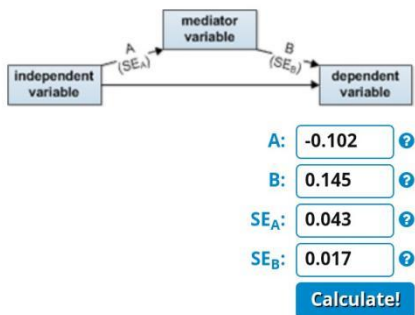 mediator
variable
A
(SEA)
B
(SEB)
independent
variable
dependent
variable
A: -0.102 ?
B: 0.145 ?
SEA: 0.043 ?
SEB: 0.017 ?
Calculate!